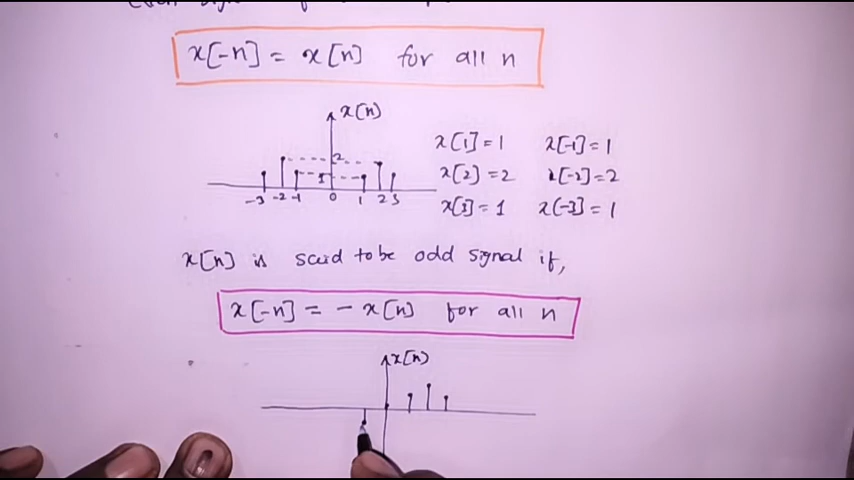 x[-n] = x[n] for all n
x[n]
2
1
-3 -2 -1 0 1 2 3
x[1]=1 x[-1]=1
x[2]=2 x[-2]=2
x[3]=1 x[-3]=1
x[n] is said to be odd signal if,
x[-n] = - x[n] for all n
x[n]